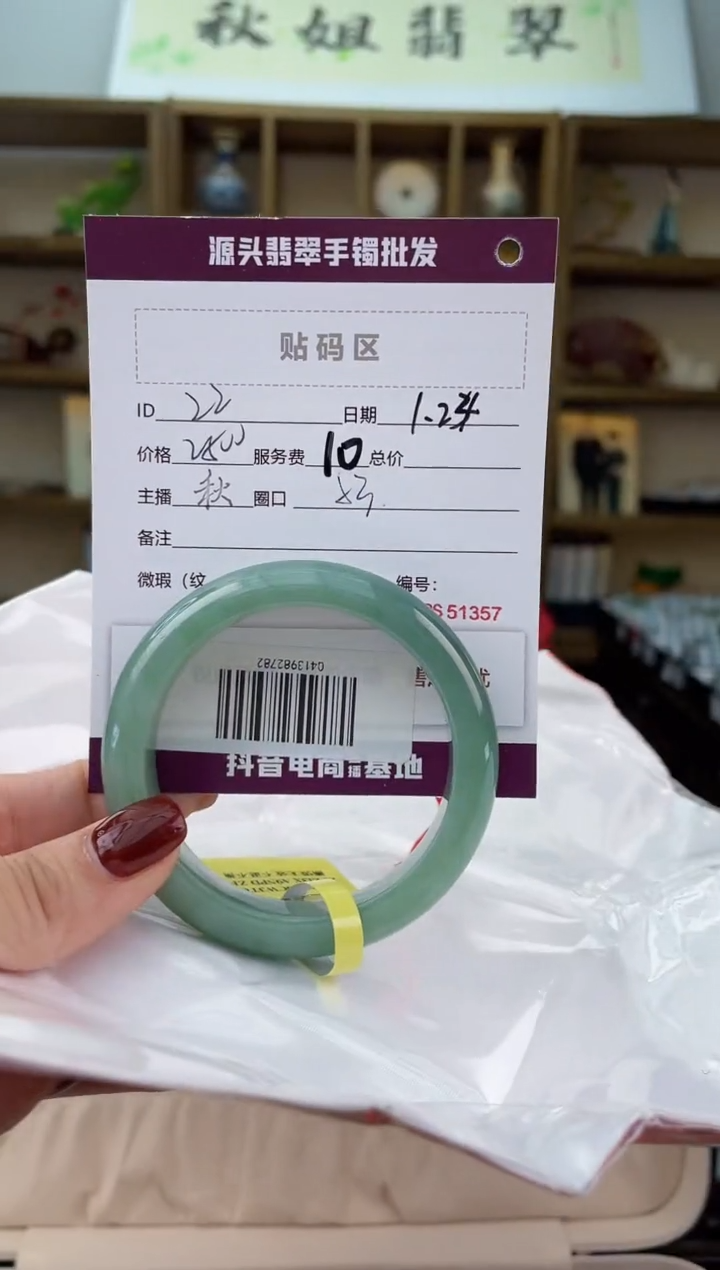 秋姐翡翠
源头翡翠手镯批发
贴码区
ID 22 日期 1.24
价格 2800 服务费 10 总价
主播 秋 圈口
备注
微瑕（纹 编号：
51357
0413982782
优
抖音电商 播 基地